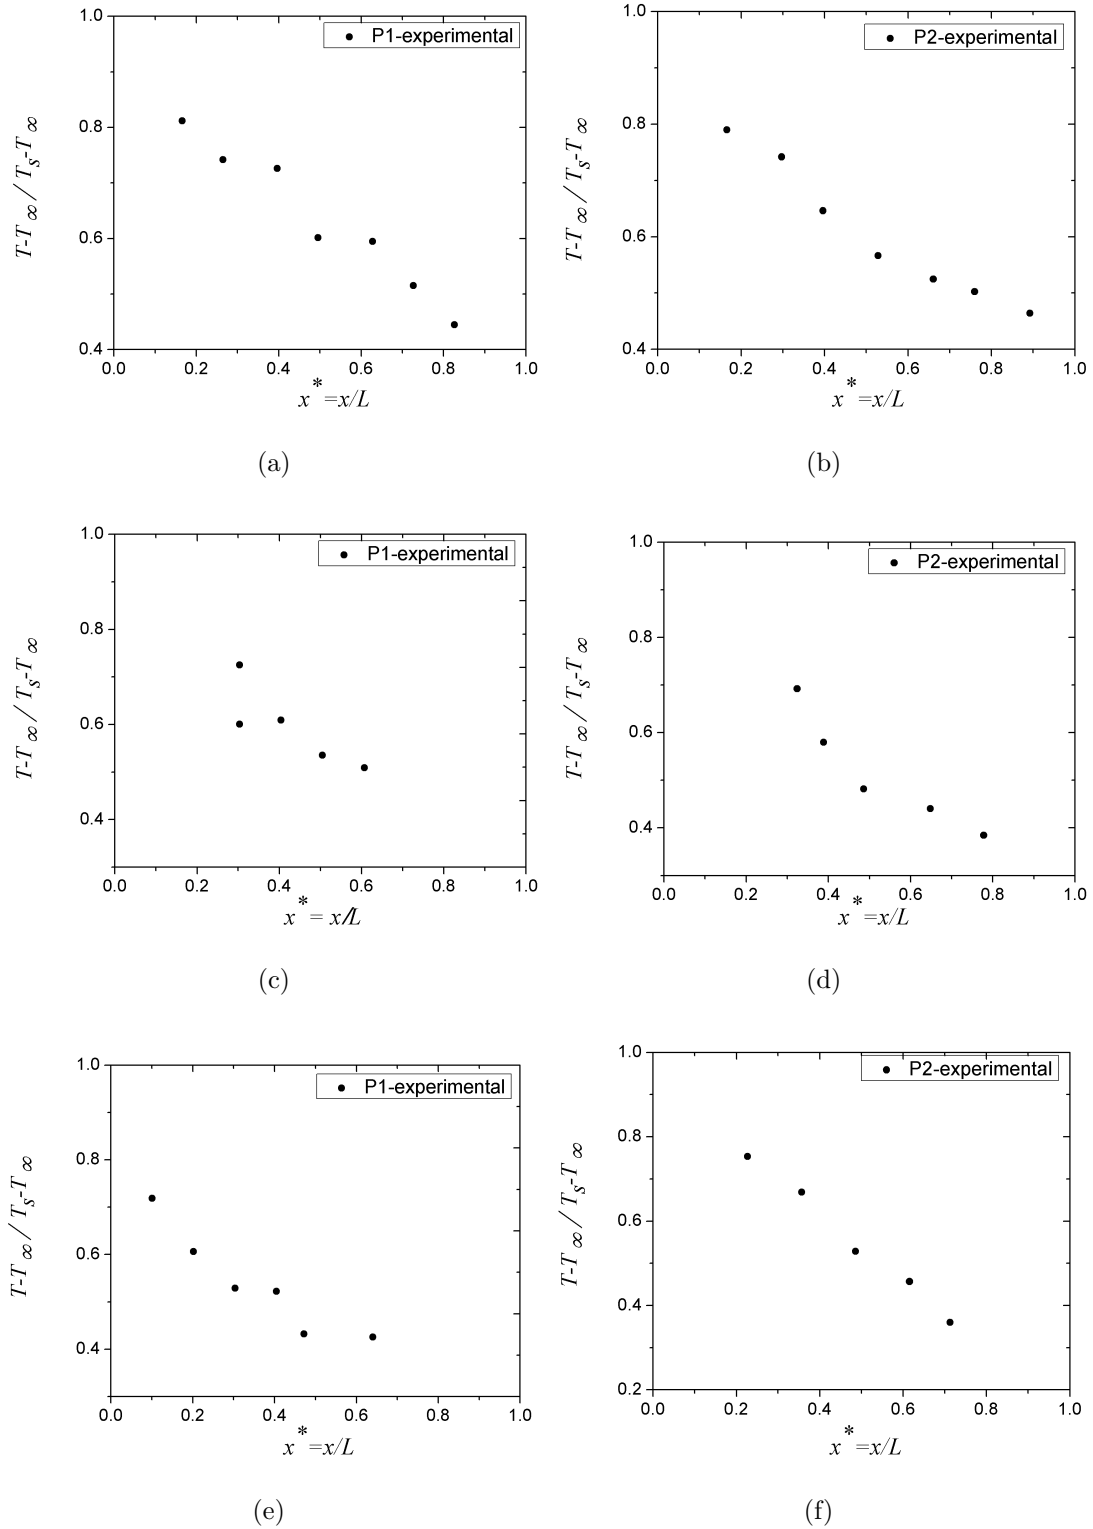 P1-experimental
1.0
0.8
0.6
0.4
T-T∞ / Ts-T∞
0.0 0.2 0.4 0.6 0.8 1.0
x*=x/L
(a)
P2-experimental
1.0
0.8
0.6
0.4
T-T∞ / Ts-T∞
0.0 0.2 0.4 0.6 0.8 1.0
x*=x/L
(b)
P1-experimental
1.0
0.8
0.6
0.4
T-T∞ / Ts-T∞
0.0 0.2 0.4 0.6 0.8 1.0
x* = x/L
(c)
P2-experimental
1.0
0.8
0.6
0.4
T-T∞ / Ts-T∞
0.0 0.2 0.4 0.6 0.8 1.0
x*=x/L
(d)
P1-experimental
1.0
0.8
0.6
0.4
T-T∞ / Ts-T∞
0.0 0.2 0.4 0.6 0.8 1.0
x*=x/L
(e)
P2-experimental
1.0
0.8
0.6
0.4
0.2
T-T∞ / Ts-T∞
0.0 0.2 0.4 0.6 0.8 1.0
x*=x/L
(f)